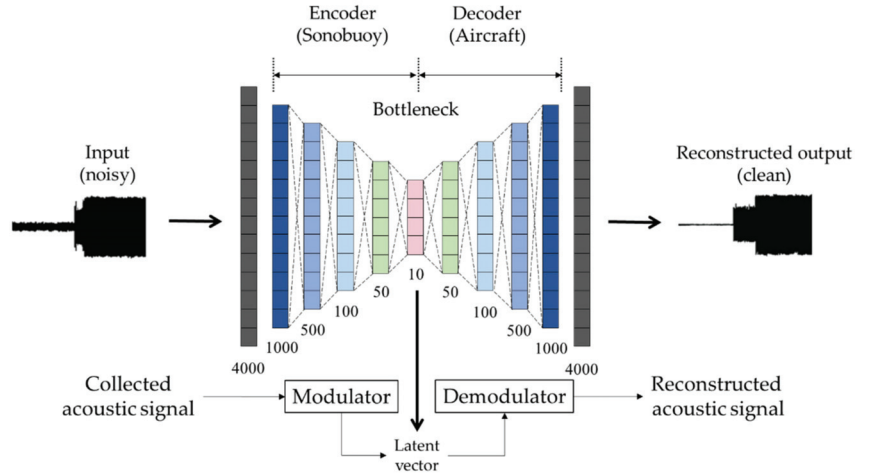 Encoder
(Sonobuoy)
Decoder
(Aircraft)
Bottleneck
Input
(noisy)
Reconstructed output
(clean)
10
50
50
100
100
500
500
1000
1000
4000
4000
Collected
acoustic signal
Modulator
Demodulator
Reconstructed
acoustic signal
Latent
vector